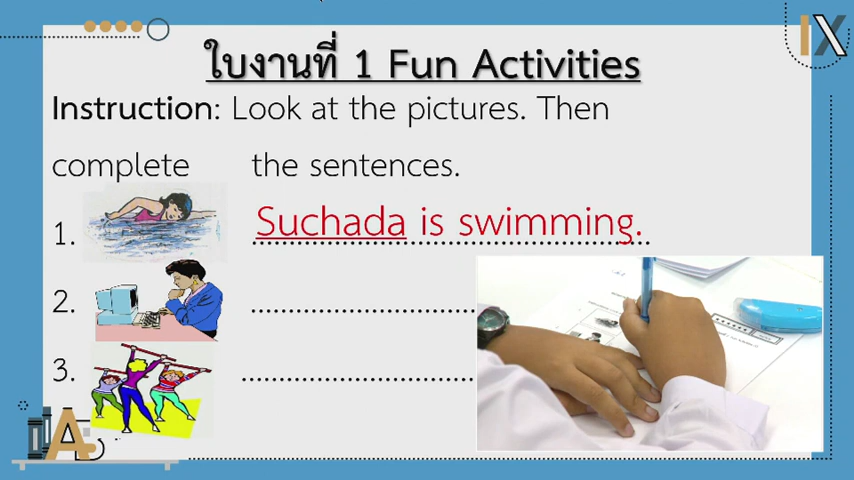 IX
ใบงานที่ 1 Fun Activities
Instruction: Look at the pictures. Then
complete the sentences.
1. Suchada is swimming.
2. ................................
3. ................................
A